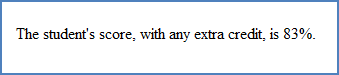 The student's score, with any extra credit, is 83%.